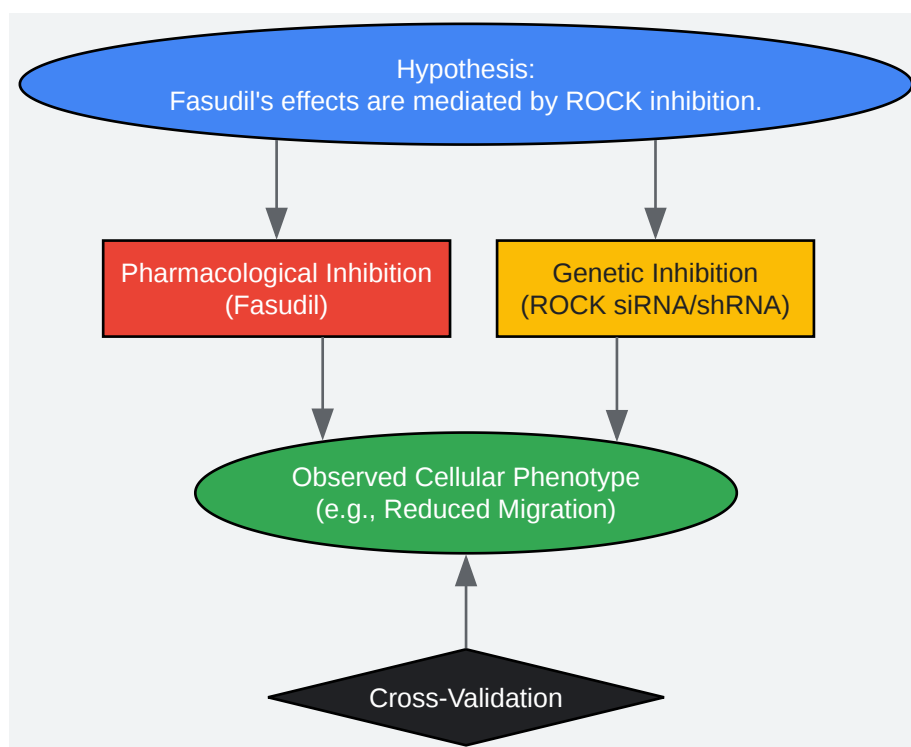 Hypothesis:
Fasudil's effects are mediated by ROCK inhibition.
Pharmacological Inhibition
(Fasudil)
Genetic Inhibition
(ROCK siRNA/shRNA)
Observed Cellular Phenotype
(e.g., Reduced Migration)
Cross-Validation